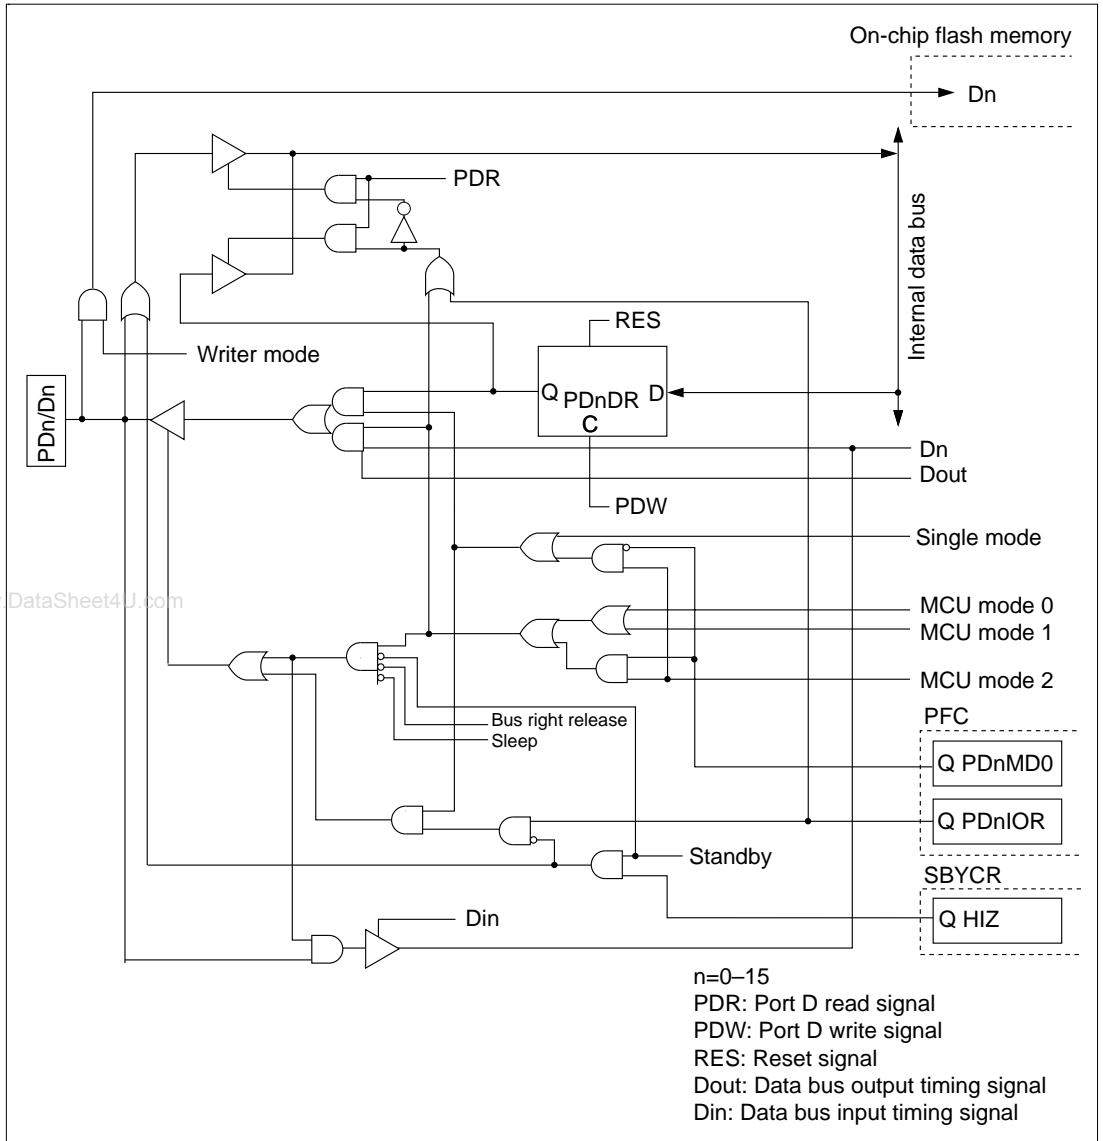 On-chip flash memory
Dn
PDR
Internal data bus
RES
Writer mode
Q PDnDR D
C
PDn/Dn
Dn
Dout
PDW
Single mode
.DataSheet4U.com
MCU mode 0
MCU mode 1
MCU mode 2
Bus right release
Sleep
PFC
Q PDnMD0
Q PDnIOR
Standby
SBYCR
Q HIZ
Din
n=0–15
PDR: Port D read signal
PDW: Port D write signal
RES: Reset signal
Dout: Data bus output timing signal
Din: Data bus input timing signal